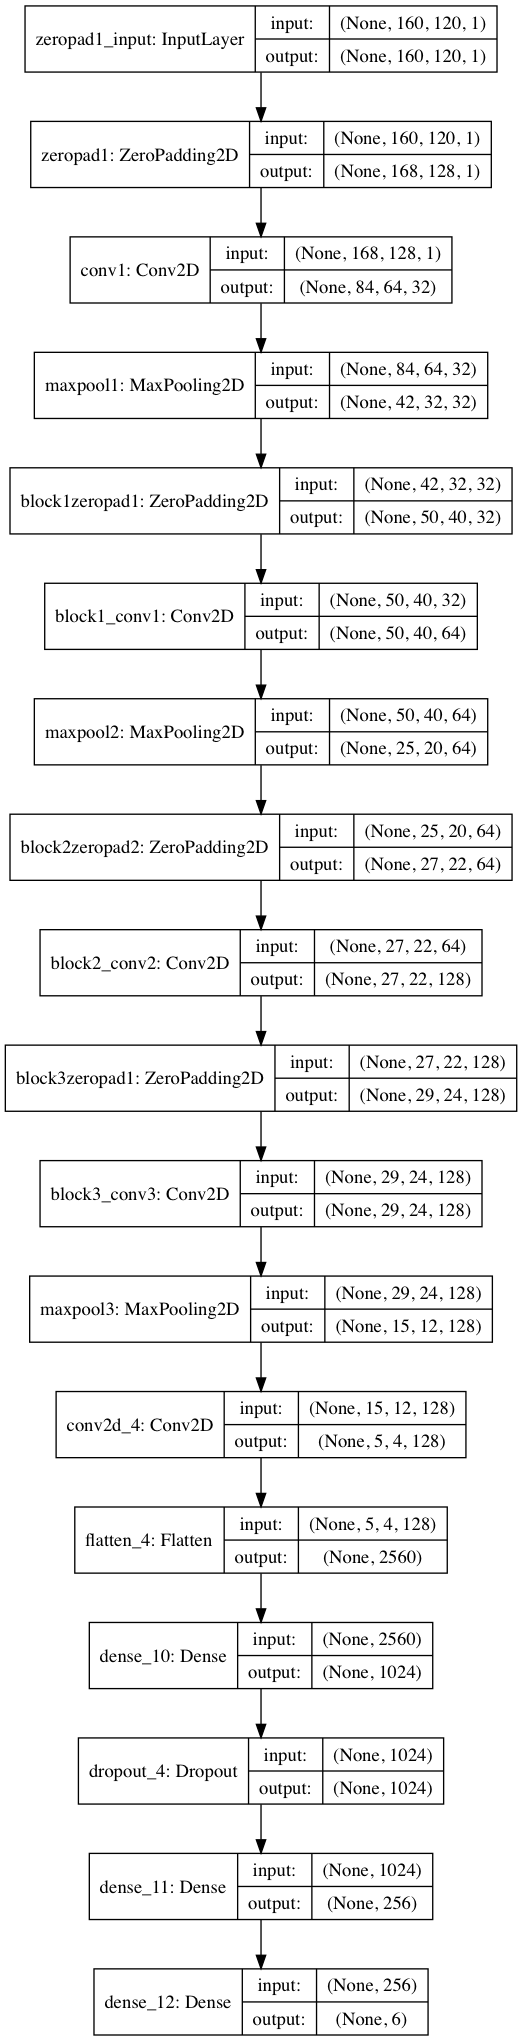 zeropad1_input: InputLayer
input: (None, 160, 120, 1)
output: (None, 160, 120, 1)
zeropad1: ZeroPadding2D
input: (None, 160, 120, 1)
output: (None, 168, 128, 1)
conv1: Conv2D
input: (None, 168, 128, 1)
output: (None, 84, 64, 32)
maxpool1: MaxPooling2D
input: (None, 84, 64, 32)
output: (None, 42, 32, 32)
block1zeropad1: ZeroPadding2D
input: (None, 42, 32, 32)
output: (None, 50, 40, 32)
block1_conv1: Conv2D
input: (None, 50, 40, 32)
output: (None, 50, 40, 64)
maxpool2: MaxPooling2D
input: (None, 50, 40, 64)
output: (None, 25, 20, 64)
block2zeropad2: ZeroPadding2D
input: (None, 25, 20, 64)
output: (None, 27, 22, 64)
block2_conv2: Conv2D
input: (None, 27, 22, 64)
output: (None, 27, 22, 128)
block3zeropad1: ZeroPadding2D
input: (None, 27, 22, 128)
output: (None, 29, 24, 128)
block3_conv3: Conv2D
input: (None, 29, 24, 128)
output: (None, 29, 24, 128)
maxpool3: MaxPooling2D
input: (None, 29, 24, 128)
output: (None, 15, 12, 128)
conv2d_4: Conv2D
input: (None, 15, 12, 128)
output: (None, 5, 4, 128)
flatten_4: Flatten
input: (None, 5, 4, 128)
output: (None, 2560)
dense_10: Dense
input: (None, 2560)
output: (None, 1024)
dropout_4: Dropout
input: (None, 1024)
output: (None, 1024)
dense_11: Dense
input: (None, 1024)
output: (None, 256)
dense_12: Dense
input: (None, 256)
output: (None, 6)